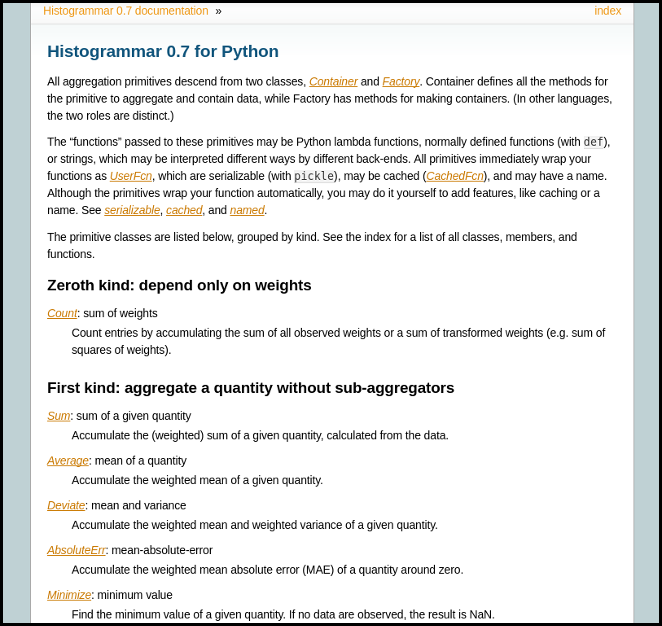 Histogrammar 0.7 documentation » index
Histogrammar 0.7 for Python
All aggregation primitives descend from two classes, Container and Factory. Container defines all the methods for
the primitive to aggregate and contain data, while Factory has methods for making containers. (In other languages,
the two roles are distinct.)
The “functions” passed to these primitives may be Python lambda functions, normally defined functions (with def),
or strings, which may be interpreted different ways by different back-ends. All primitives immediately wrap your
functions as UserFcn, which are serializable (with pickle), may be cached (CachedFcn), and may have a name.
Although the primitives wrap your function automatically, you may do it yourself to add features, like caching or a
name. See serializable, cached, and named.
The primitive classes are listed below, grouped by kind. See the index for a list of all classes, members, and
functions.
Zeroth kind: depend only on weights
Count: sum of weights
Count entries by accumulating the sum of all observed weights or a sum of transformed weights (e.g. sum of
squares of weights).
First kind: aggregate a quantity without sub-aggregators
Sum: sum of a given quantity
Accumulate the (weighted) sum of a given quantity, calculated from the data.
Average: mean of a quantity
Accumulate the weighted mean of a given quantity.
Deviate: mean and variance
Accumulate the weighted mean and weighted variance of a given quantity.
AbsoluteErr: mean-absolute-error
Accumulate the weighted mean absolute error (MAE) of a quantity around zero.
Minimize: minimum value
Find the minimum value of a given quantity. If no data are observed, the result is NaN.